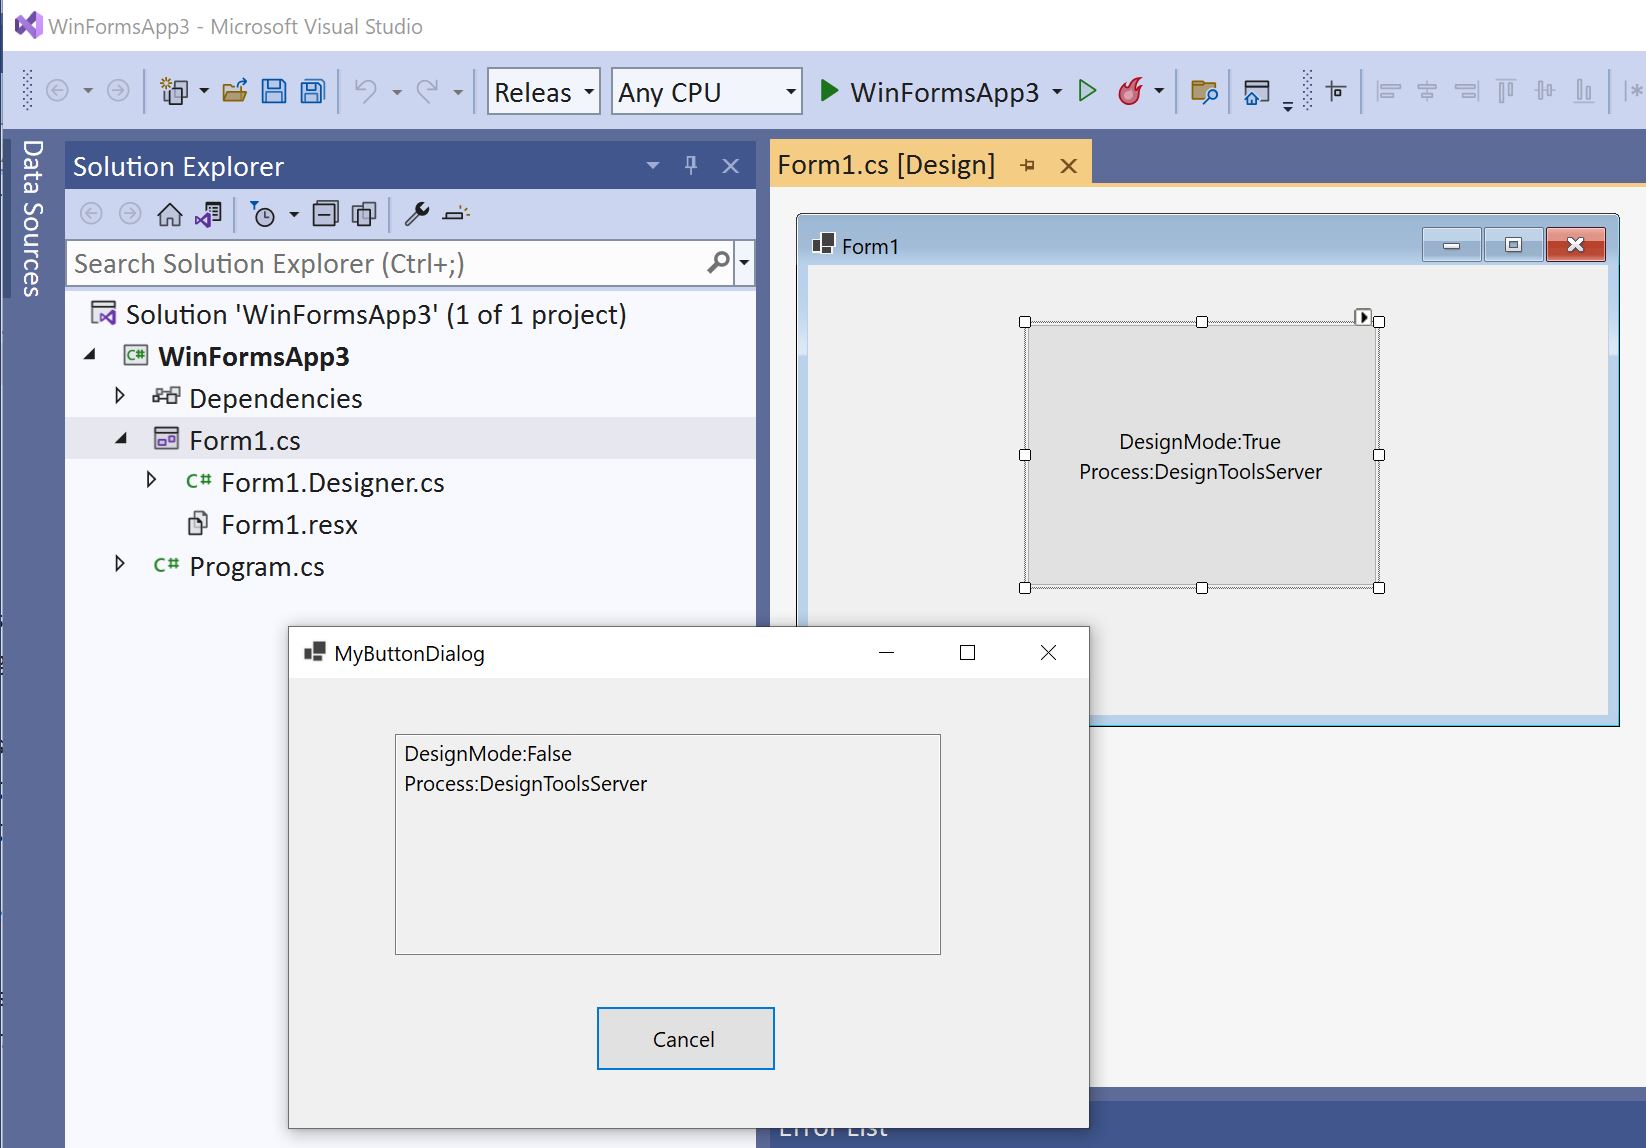 WinFormsApp3 - Microsoft Visual Studio
Releas
Any CPU
WinFormsApp3
Data Sources
Solution Explorer
Search Solution Explorer (Ctrl+;)
Solution 'WinFormsApp3' (1 of 1 project)
WinFormsApp3
Dependencies
Form1.cs
C# Form1.Designer.cs
Form1.resx
C# Program.cs
Form1.cs [Design]
Form1
DesignMode:True
Process:DesignToolsServer
MyButtonDialog
DesignMode:False
Process:DesignToolsServer
Cancel
Error List